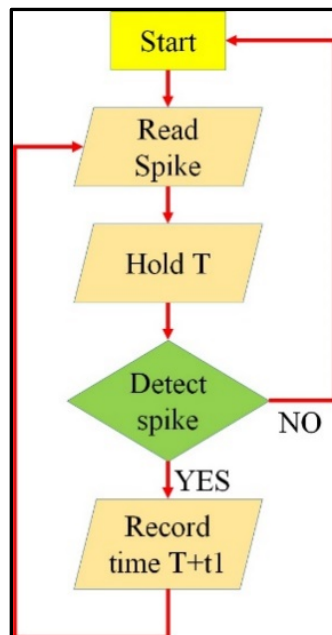 Start
Read
Spike
Hold T
Detect
spike
NO
YES
Record
time T+t1